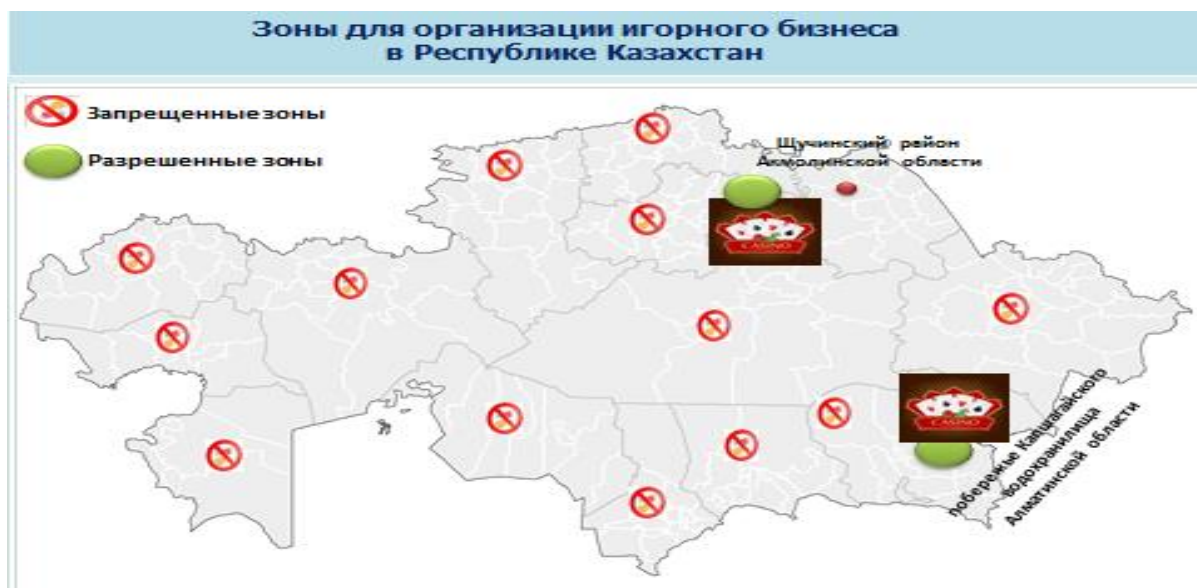 Зоны для организации игорного бизнеса
в Республике Казахстан
Запрещенные зоны
Разрешенные зоны
Щучинский район
Акмолинской области
CASINO
CASINO
побережье Капшагайского
водохранилища
Алматинской области